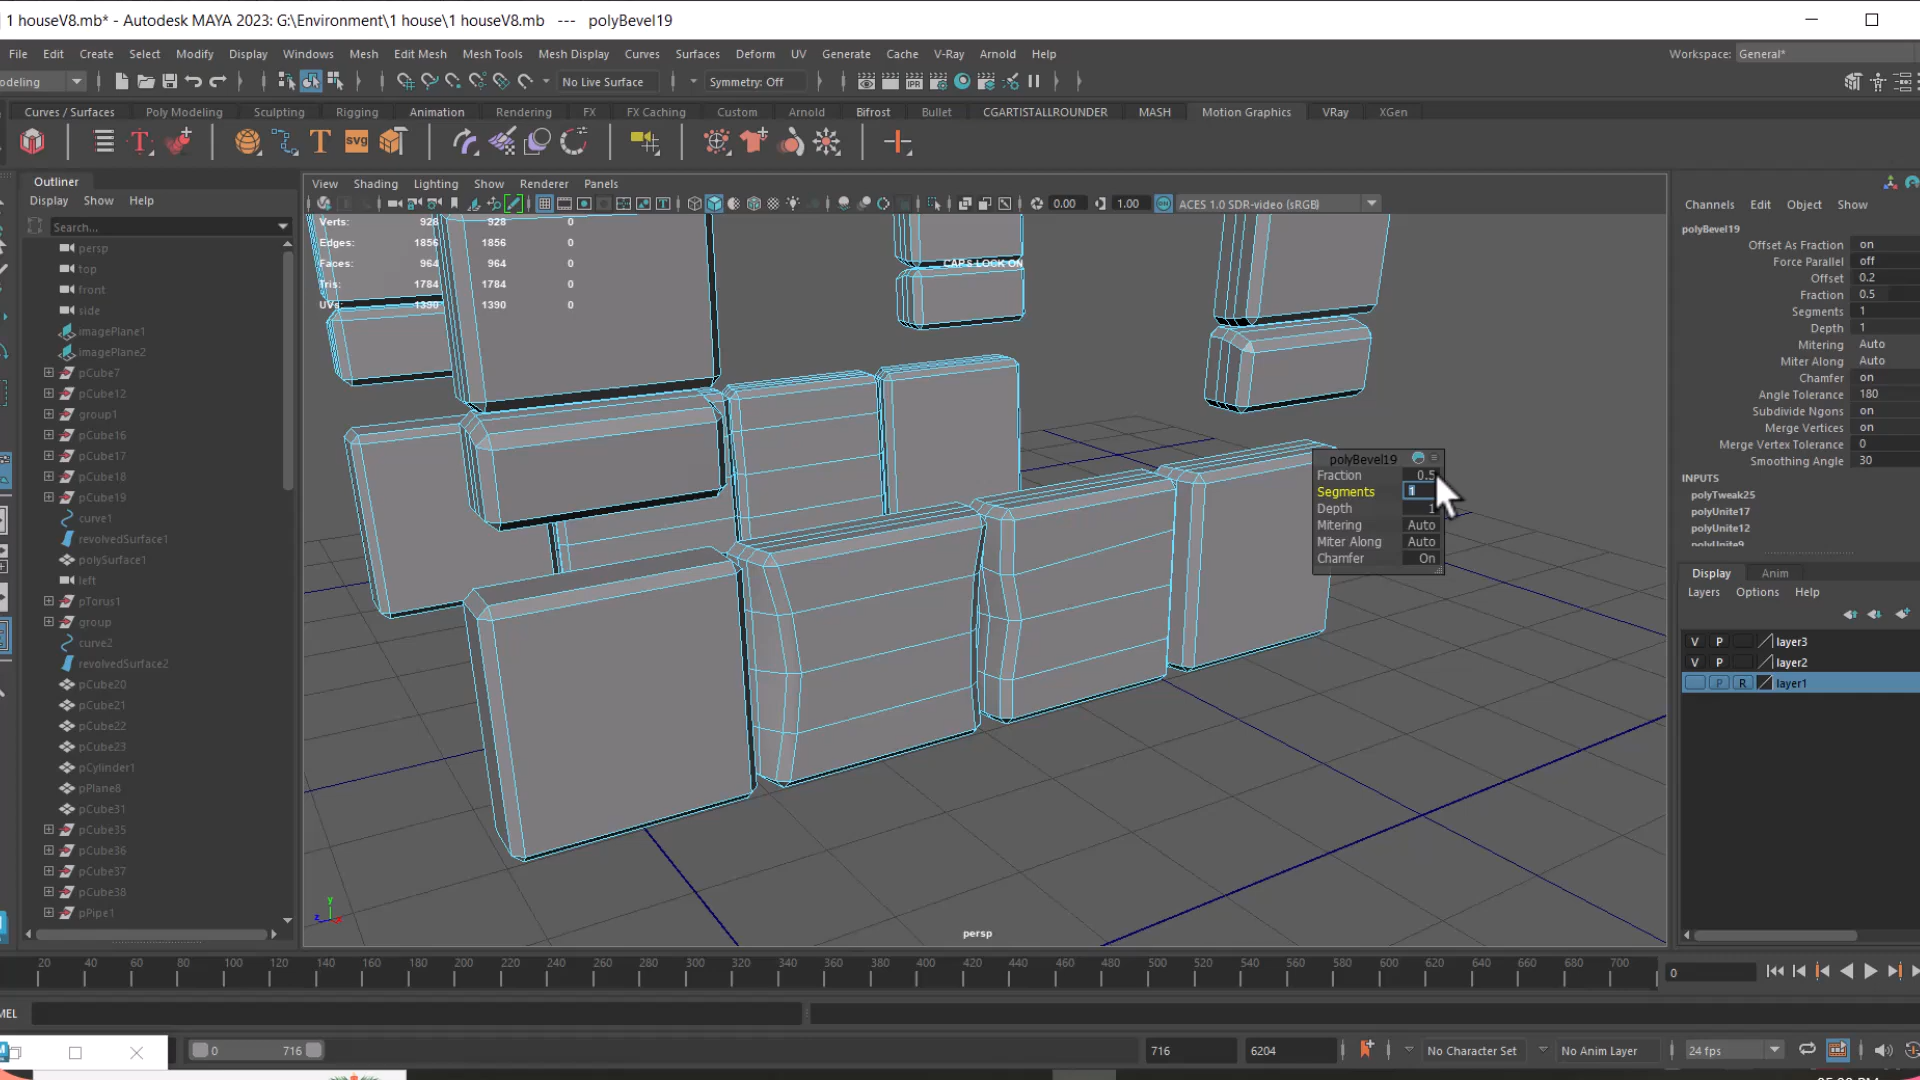 1 houseV8.mb* - Autodesk MAYA 2023: G:\Environment\1 house\1 houseV8.mb   ---   polyBevel19
File Edit Create Select Modify Display Windows Mesh Edit Mesh Mesh Tools Mesh Display Curves Surfaces Deform UV Generate Cache V-Ray Arnold Help
Workspace: General*
odeling No Live Surface Symmetry: Off
IPR
Curves / Surfaces Poly Modeling Sculpting Rigging Animation Rendering FX FX Caching Custom Arnold Bifrost Bullet CGARTISTALLROUNDER MASH Motion Graphics VRay XGen
T T SVG
Outliner
Display Show Help
Search...
persp
top
front
side
imagePlane1
imagePlane2
pCube7
pCube12
group1
pCube16
pCube17
pCube18
pCube19
curve1
revolvedSurface1
polySurface1
left
pTorus1
group
curve2
revolvedSurface2
pCube20
pCube21
pCube22
pCube23
pCylinder1
pPlane8
pCube31
pCube35
pCube36
pCube37
pCube38
pPipe1
View Shading Lighting Show Renderer Panels
0.00 1.00 ACES 1.0 SDR-video (sRGB)
Verts: 928 928 0
Edges: 1856 1856 0
Faces: 964 964 0
Tris: 1784 1784 0
UVs: 1390 1390 0
CAPS LOCK ON
polyBevel19
Fraction 0.5
Segments 1
Depth 1
Mitering Auto
Miter Along Auto
Chamfer On
y
z
x
persp
Channels Edit Object Show
polyBevel19
Offset As Fraction on
Force Parallel off
Offset 0.2
Fraction 0.5
Segments 1
Depth 1
Mitering Auto
Miter Along Auto
Chamfer on
Angle Tolerance 180
Subdivide Ngons on
Merge Vertices on
Merge Vertex Tolerance 0
Smoothing Angle 30
INPUTS
polyTweak25
polyUnite17
polyUnite12
polyUnite9
Display Anim
Layers Options Help
V P layer3
V P layer2
P R layer1
20 40 60 80 100 120 140 160 180 200 220 240 260 280 300 320 340 360 380 400 420 440 460 480 500 520 540 560 580 600 620 640 660 680 700
0
MEL
0 716
716 6204 No Character Set No Anim Layer 24 fps